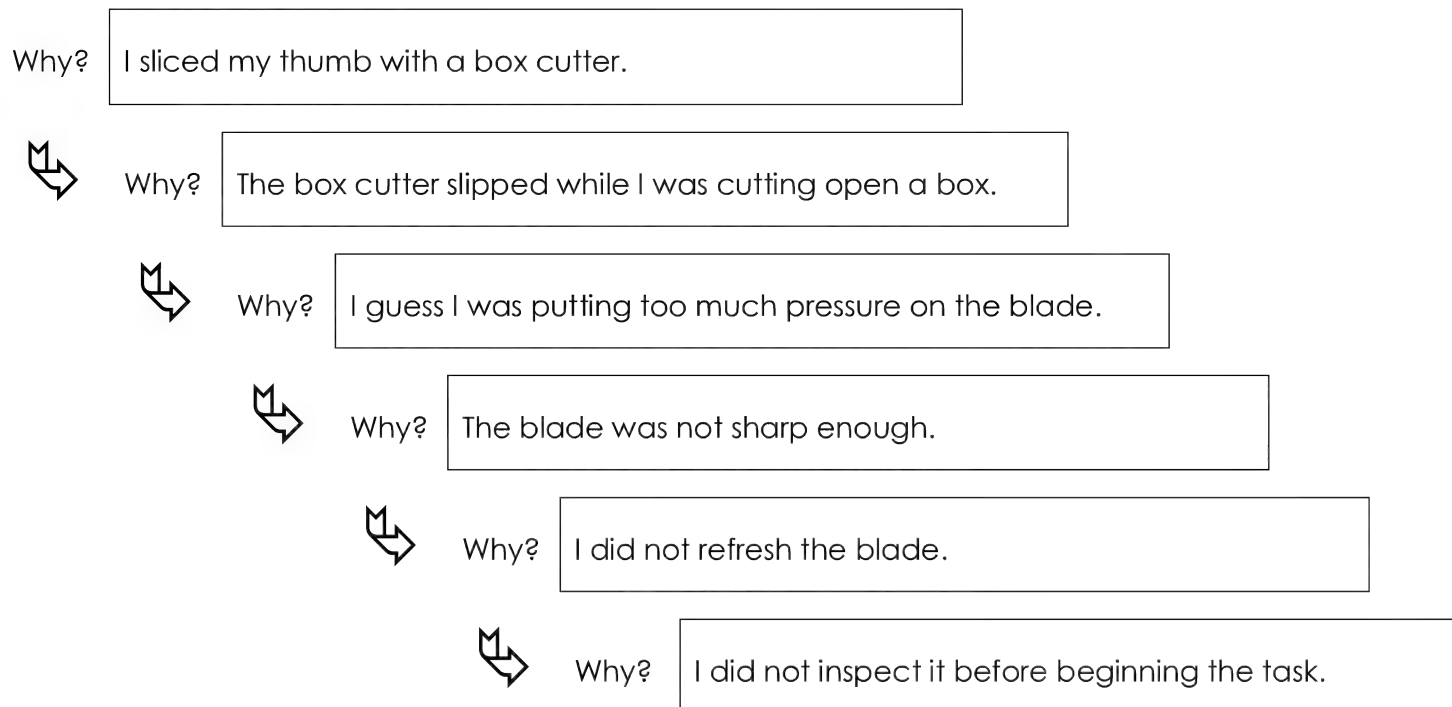 Why? I sliced my thumb with a box cutter.
Why? The box cutter slipped while I was cutting open a box.
Why? I guess I was putting too much pressure on the blade.
Why? The blade was not sharp enough.
Why? I did not refresh the blade.
Why? I did not inspect it before beginning the task.